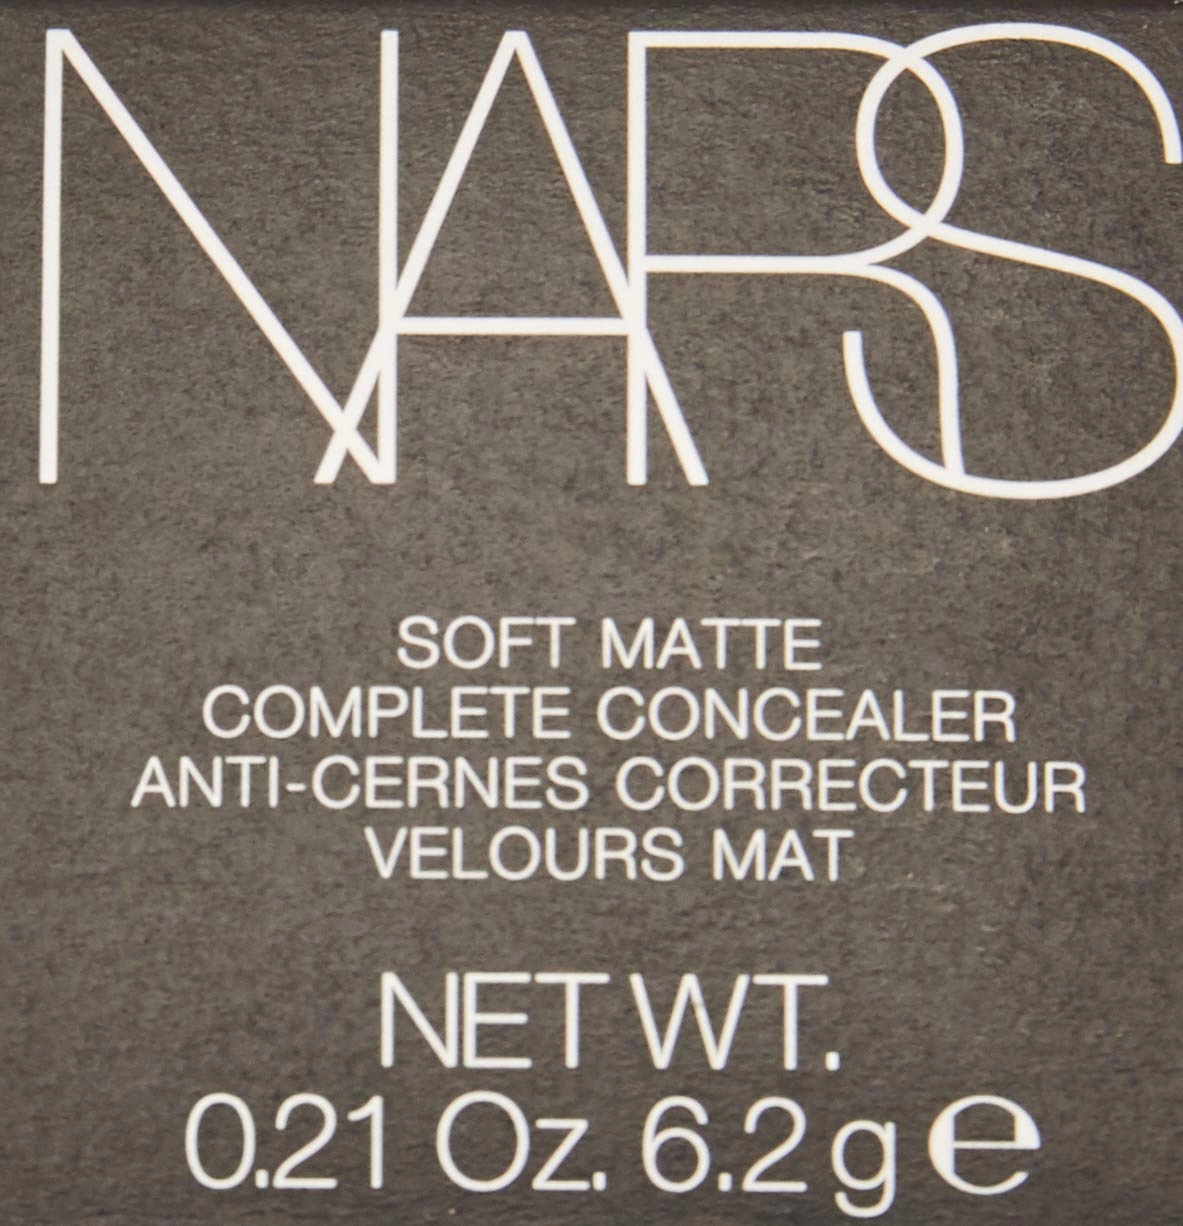 NARS
SOFT MATTE
COMPLETE CONCEALER
ANTI-CERNES CORRECTEUR
VELOURS MAT
NET WT.
0.21 Oz. 6.2 g e